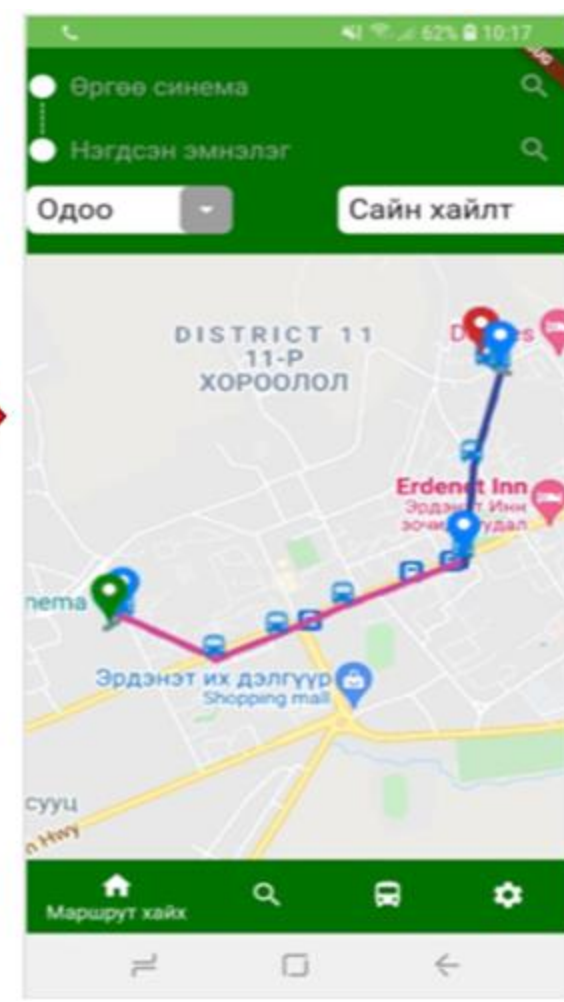 62% 10:17
Өргөө синема
Нэгдсэн эмнэлэг
Одоо
Сайн хайлт
DISTRICT 11
11-Р
ХОРООЛОЛ
Erdenet Inn
Эрдэнэт Инн
nema
Эрдэнэт их дэлгүүр
Shopping mall
сууц
n Hwy
Маршрут хайх